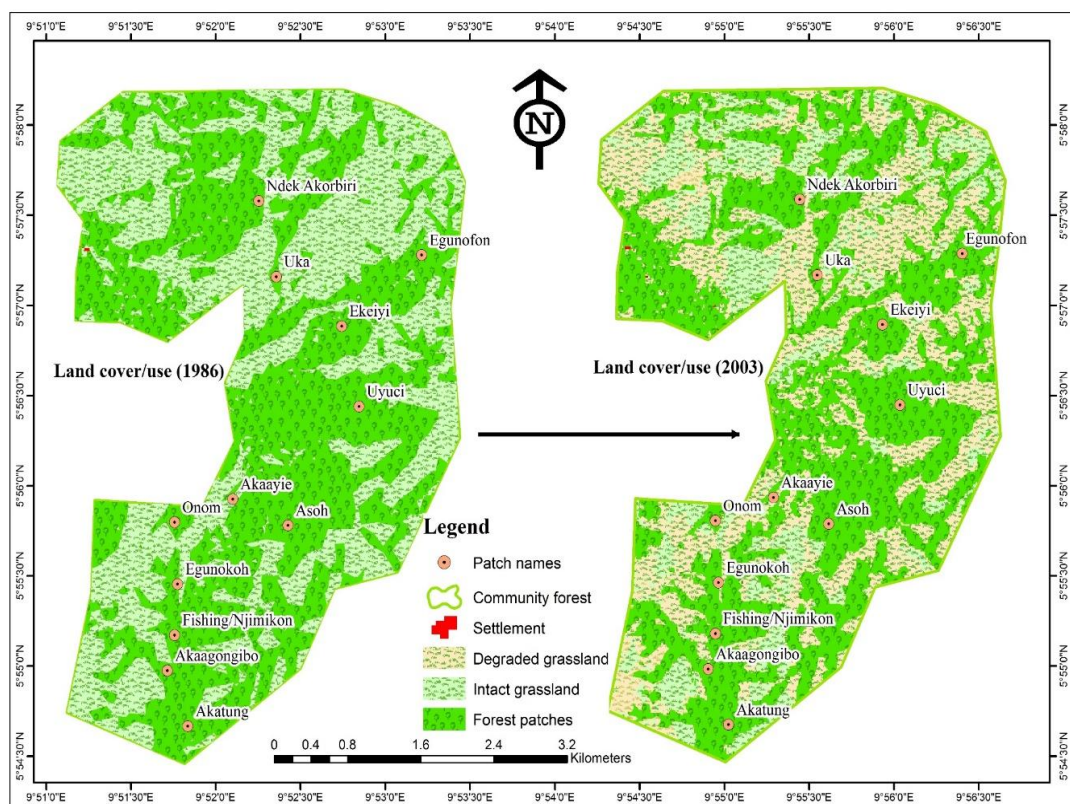 9°51'0"E 9°51'30"E 9°52'0"E 9°52'30"E 9°53'0"E 9°53'30"E 9°54'0"E 9°54'30"E 9°55'0"E 9°55'30"E 9°56'0"E 9°56'30"E
5°58'0"N
5°57'30"N
5°57'0"N
5°56'30"N
5°56'0"N
5°55'30"N
5°55'0"N
5°54'30"N
N
Ndek Akorbiri
Egunofon
Uka
Ekeiyi
Land cover/use (1986)
Uyuci
Akaayie
Onom
Asoh
Egunokoh
Fishing/Njimikon
Akaagongibo
Akatung
Legend
Patch names
Community forest
Settlement
Degraded grassland
Intact grassland
Forest patches
0 0.4 0.8 1.6 2.4 3.2
Kilometers
Ndek Akorbiri
Egunofon
Uka
Ekeiyi
Land cover/use (2003)
Uyuci
Akaayie
Onom
Asoh
Egunokoh
Fishing/Njimikon
Akaagongibo
Akatung
5°58'0"N
5°57'30"N
5°57'0"N
5°56'30"N
5°56'0"N
5°55'30"N
5°55'0"N
5°54'30"N
9°51'0"E 9°51'30"E 9°52'0"E 9°52'30"E 9°53'0"E 9°53'30"E 9°54'0"E 9°54'30"E 9°55'0"E 9°55'30"E 9°56'0"E 9°56'30"E